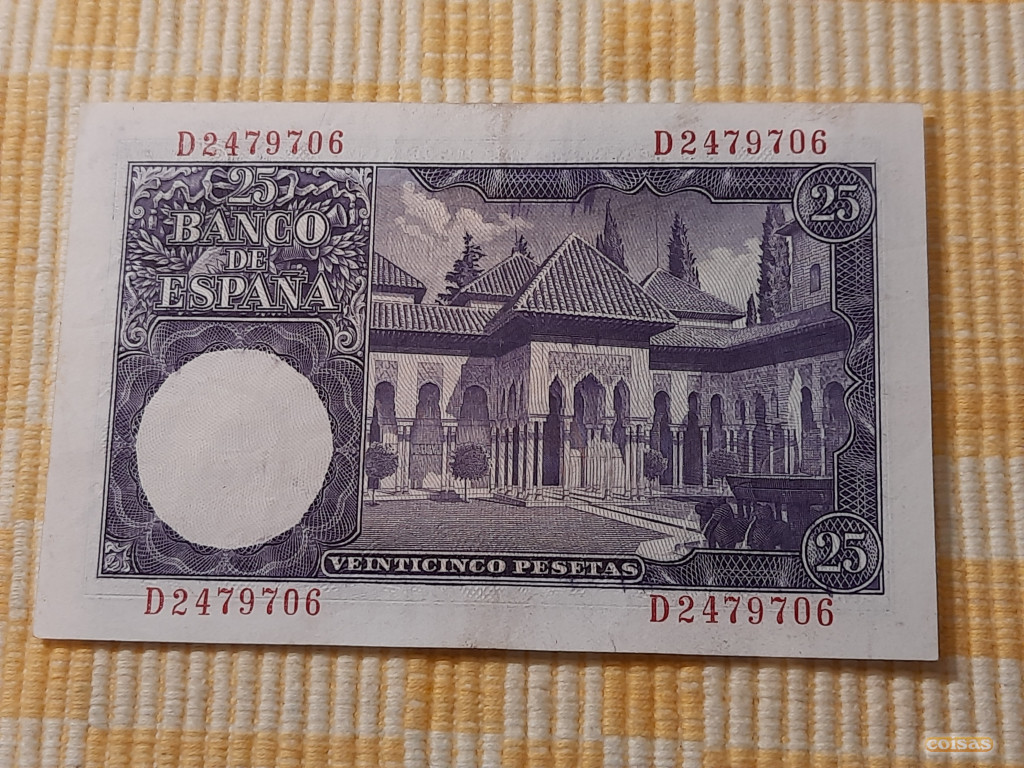 D2479706 D2479706
25
BANCO
DE
ESPAÑA
25
VEINTICINCO PESETAS
25
D2479706 D2479706
coisas